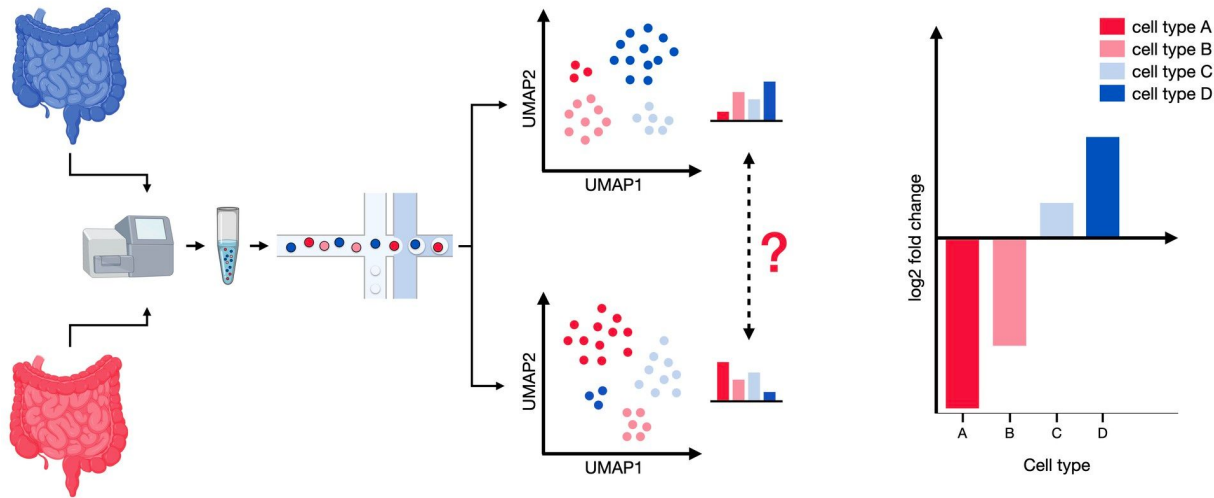 UMAP2
UMAP1
?
UMAP2
UMAP1
cell type A
cell type B
cell type C
cell type D
log2 fold change
A B C D
Cell type